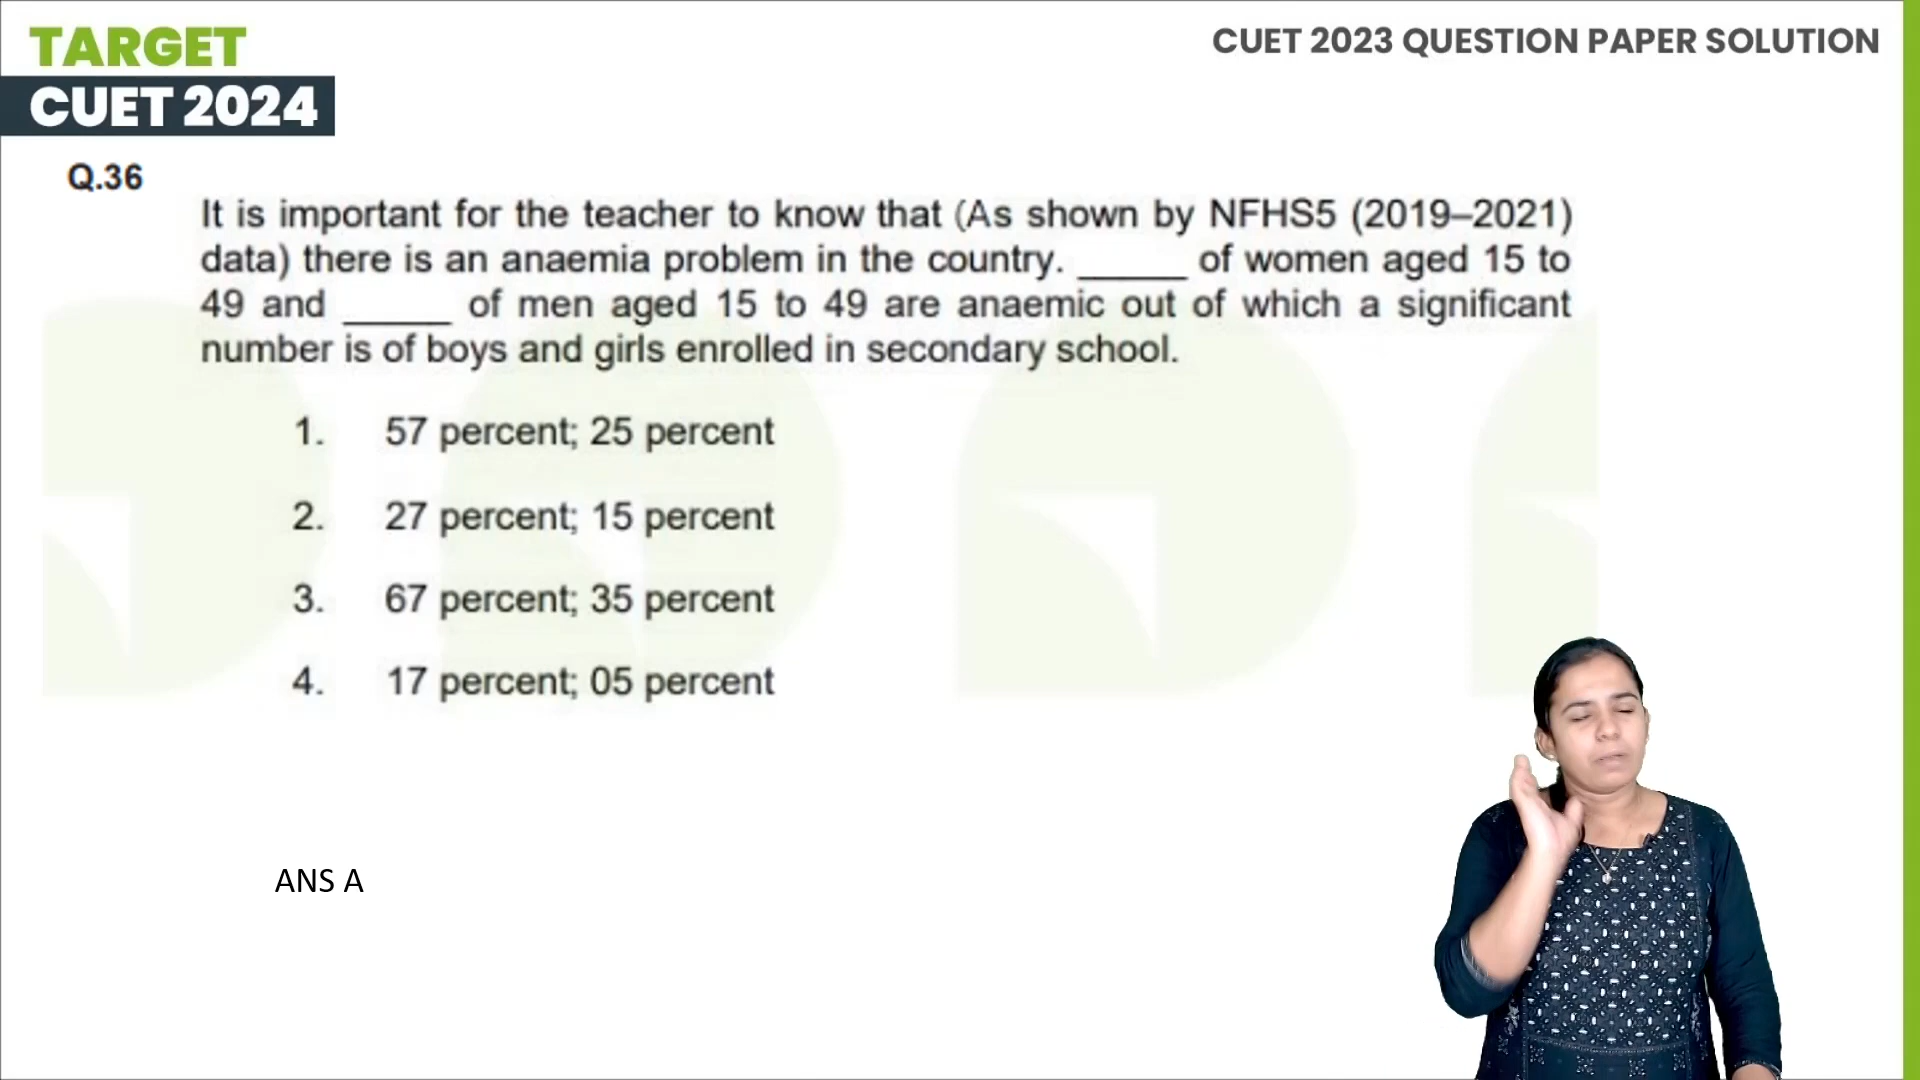 TARGET
CUET 2024
CUET 2023 QUESTION PAPER SOLUTION
Q.36
It is important for the teacher to know that (As shown by NFHS5 (2019–2021)
data) there is an anaemia problem in the country. _____ of women aged 15 to
49 and _____ of men aged 15 to 49 are anaemic out of which a significant
number is of boys and girls enrolled in secondary school.
1. 57 percent; 25 percent
2. 27 percent; 15 percent
3. 67 percent; 35 percent
4. 17 percent; 05 percent
ANS A